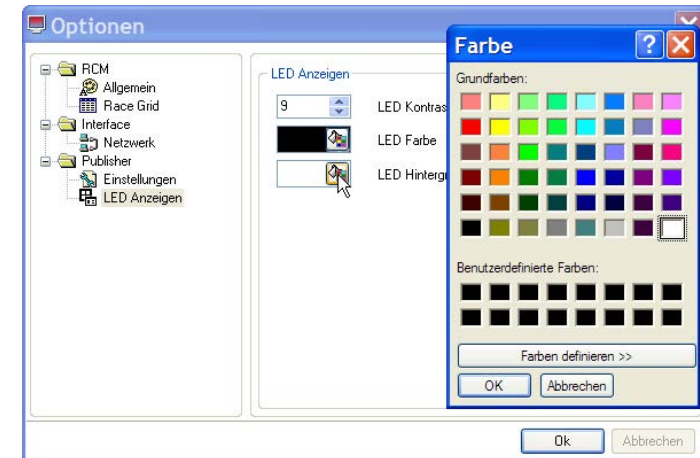 Optionen
RCM
Allgemein
Race Grid
Interface
Netzwerk
Publisher
Einstellungen
LED Anzeigen
LED Anzeigen
9
LED Kontras
LED Farbe
LED Hintergr
Farbe
Grundfarben:
Benutzerdefinierte Farben:
Farben definieren >>
OK
Abbrechen
Ok
Abbrechen